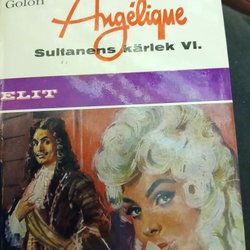 Golon
Angélique
Sultanens kärlek VI.
ELIT